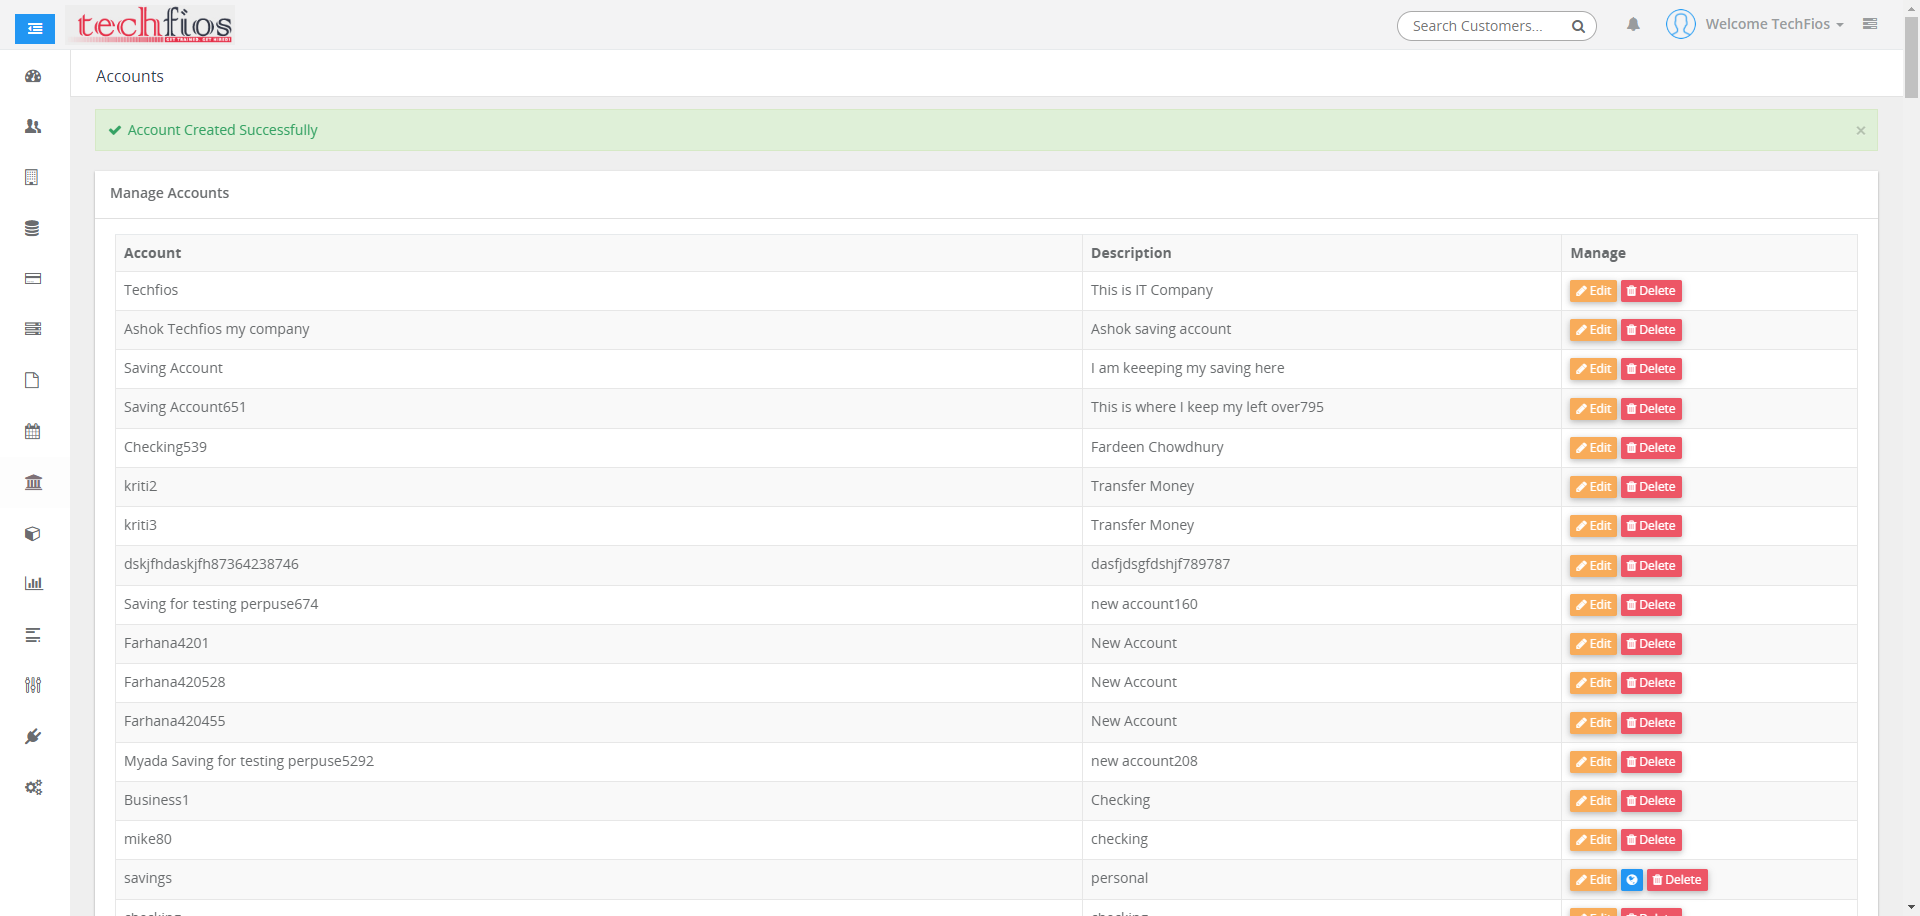 techfios
Search Customers...
Welcome TechFios
Accounts
Account Created Successfully
×
Manage Accounts
Account Description Manage
Techfios This is IT Company Edit Delete
Ashok Techfios my company Ashok saving account Edit Delete
Saving Account I am keeeping my saving here Edit Delete
Saving Account651 This is where I keep my left over795 Edit Delete
Checking539 Fardeen Chowdhury Edit Delete
kriti2 Transfer Money Edit Delete
kriti3 Transfer Money Edit Delete
dskjfhdaskjfh87364238746 dasfjdsgfdshjf789787 Edit Delete
Saving for testing perpuse674 new account160 Edit Delete
Farhana4201 New Account Edit Delete
Farhana420528 New Account Edit Delete
Farhana420455 New Account Edit Delete
Myada Saving for testing perpuse5292 new account208 Edit Delete
Business1 Checking Edit Delete
mike80 checking Edit Delete
savings personal Edit Delete